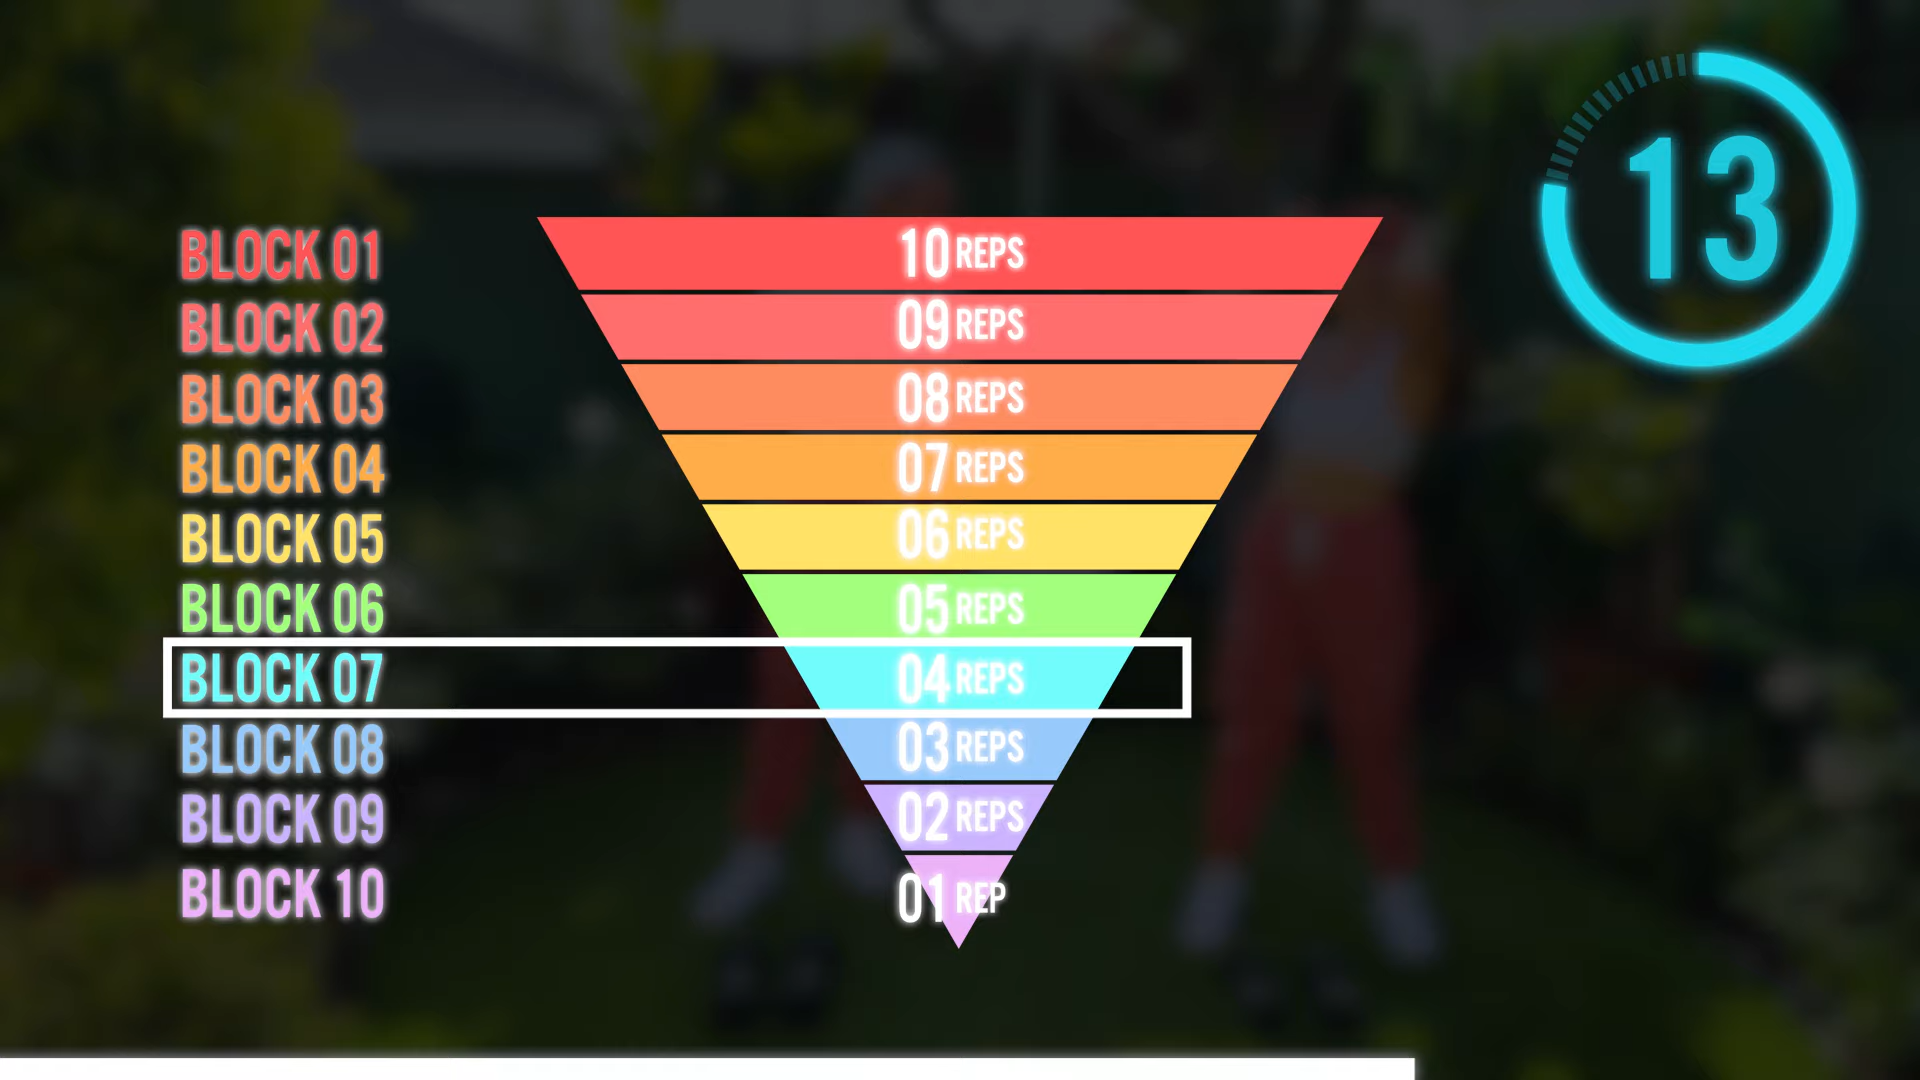 13
BLOCK 01 10 REPS
BLOCK 02 09 REPS
BLOCK 03 08 REPS
BLOCK 04 07 REPS
BLOCK 05 06 REPS
BLOCK 06 05 REPS
BLOCK 07 04 REPS
BLOCK 08 03 REPS
BLOCK 09 02 REPS
BLOCK 10 01 REP